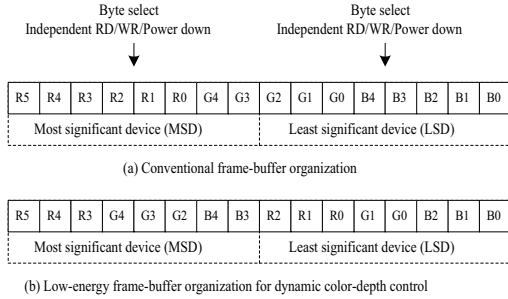 Byte select Byte select
Independent RD/WR/Power down Independent RD/WR/Power down
R5 R4 R3 R2 R1 R0 G4 G3 G2 G1 G0 B4 B3 B2 B1 B0
Most significant device (MSD) Least significant device (LSD)
(a) Conventional frame-buffer organization
R5 R4 R3 G4 G3 G2 B4 B3 R2 R1 R0 G1 G0 B2 B1 B0
Most significant device (MSD) Least significant device (LSD)
(b) Low-energy frame-buffer organization for dynamic color-depth control